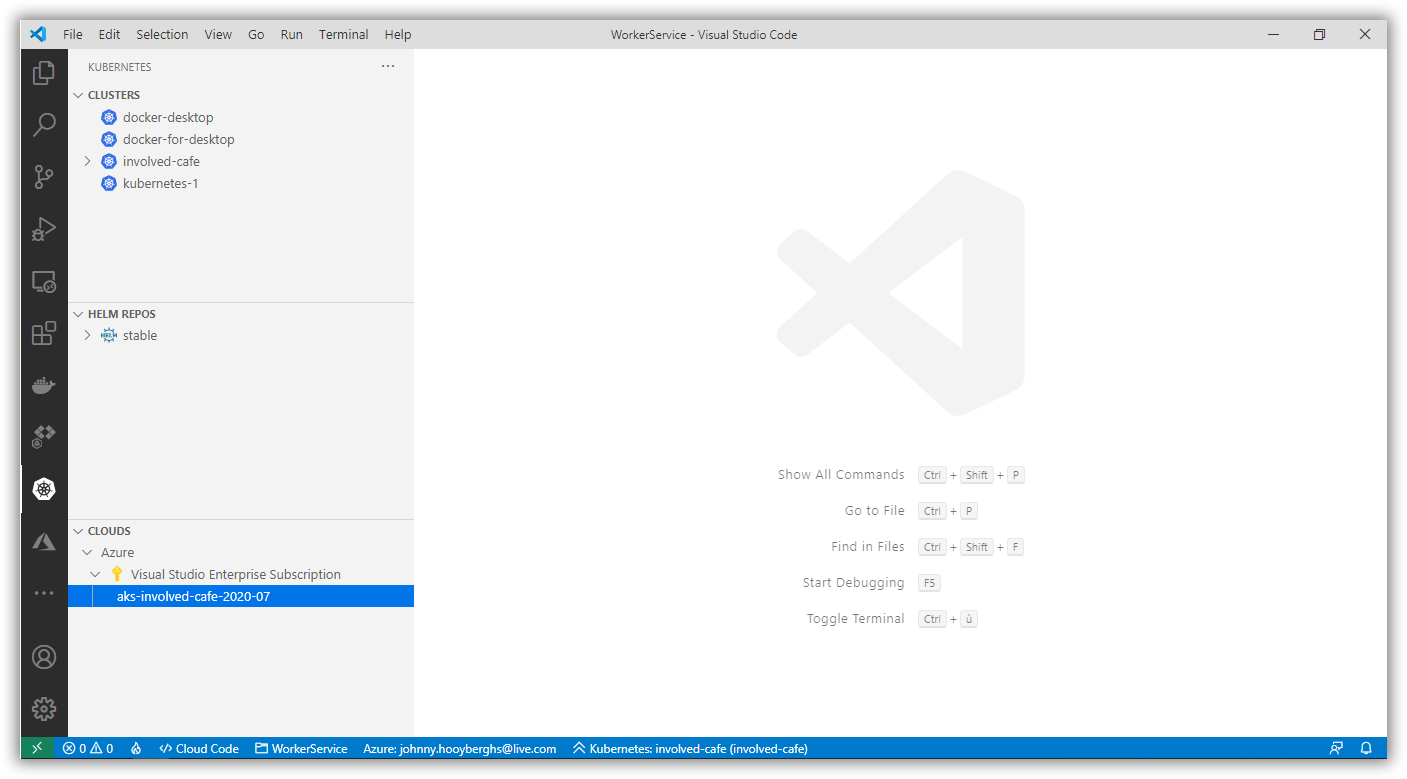 File Edit Selection View Go Run Terminal Help WorkerService - Visual Studio Code
KUBERNETES
CLUSTERS
docker-desktop
docker-for-desktop
involved-cafe
kubernetes-1
HELM REPOS
HELM stable
CLOUDS
Azure
Visual Studio Enterprise Subscription
aks-involved-cafe-2020-07
Show All Commands Ctrl + Shift + P
Go to File Ctrl + P
Find in Files Ctrl + Shift + F
Start Debugging F5
Toggle Terminal Ctrl + ù
0 0 Cloud Code WorkerService Azure: johnny.hooyberghs@live.com Kubernetes: involved-cafe (involved-cafe)